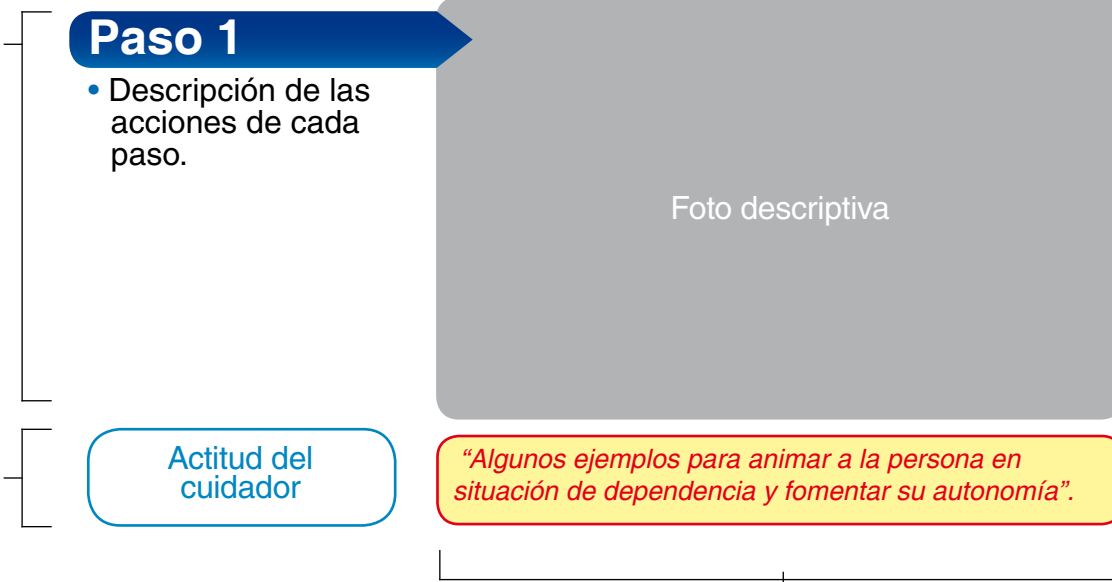 Paso 1
• Descripción de las
acciones de cada
paso.
Foto descriptiva
Actitud del
cuidador
“Algunos ejemplos para animar a la persona en
situación de dependencia y fomentar su autonomía”.